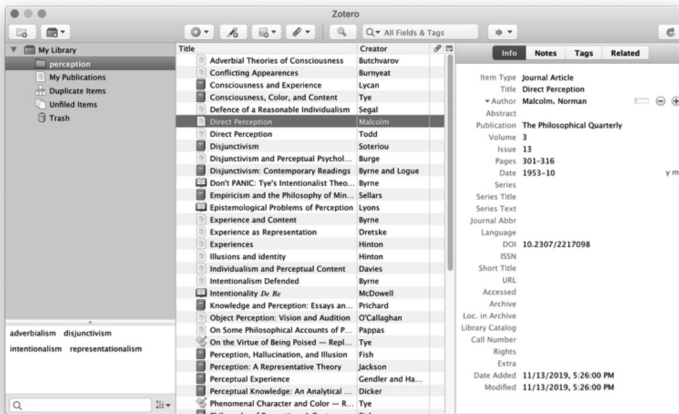 Zotero
All Fields & Tags
My Library
perception
My Publications
Duplicate Items
Unfiled Items
Trash
adverbialism disjunctivism
intentionalism representationalism
Title Creator
Adverbial Theories of Consciousness Butchvarov
Conflicting Appearences Burnyeat
Consciousness and Experience Lycan
Consciousness, Color, and Content Tye
Defence of a Reasonable Individualism Segal
Direct Perception Malcolm
Direct Perception Todd
Disjunctivism Soteriou
Disjunctivism and Perceptual Psychol... Burge
Disjunctivism: Contemporary Readings Byrne and Logue
Don't PANIC: Tye's Intentionalist Theo... Byrne
Empiricism and the Philosophy of Min... Sellars
Epistemological Problems of Perception Lyons
Experience and Content Byrne
Experience as Representation Dretske
Experiences Hinton
Illusions and identity Hinton
Individualism and Perceptual Content Davies
Intentionalism Defended Byrne
Intentionality De Re McDowell
Knowledge and Perception: Essays an... Prichard
Object Perception: Vision and Audition O'Callaghan
On Some Philosophical Accounts of P... Pappas
On the Virtue of Being Poised — Repl... Tye
Perception, Hallucination, and Illusion Fish
Perception: A Representative Theory Jackson
Perceptual Experience Gendler and Ha...
Perceptual Knowledge: An Analytical ... Dicker
Phenomenal Character and Color — R... Tye
Info Notes Tags Related
Item Type Journal Article
Title Direct Perception
Author Malcolm, Norman
Abstract
Publication The Philosophical Quarterly
Volume 3
Issue 13
Pages 301-316
Date 1953-10 y m
Series
Series Title
Series Text
Journal Abbr
Language
DOI 10.2307/2217098
ISSN
Short Title
URL
Accessed
Archive
Loc. in Archive
Library Catalog
Call Number
Rights
Extra
Date Added 11/13/2019, 5:26:00 PM
Modified 11/13/2019, 5:26:00 PM